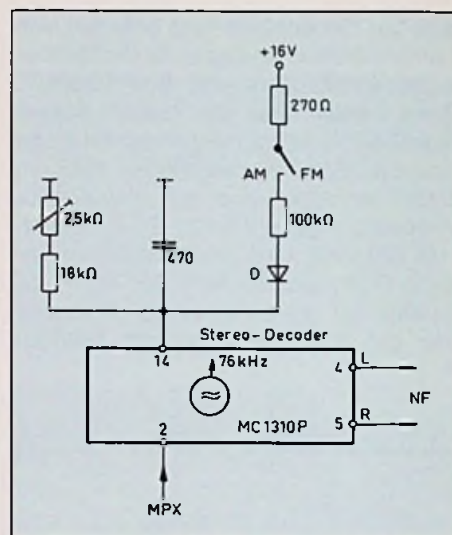 +16V
270Ω
AM FM
2,5kΩ
100kΩ
470
18kΩ
D
Stereo-Decoder
14
4 L
76kHz
NF
MC1310P
5 R
2
MPX